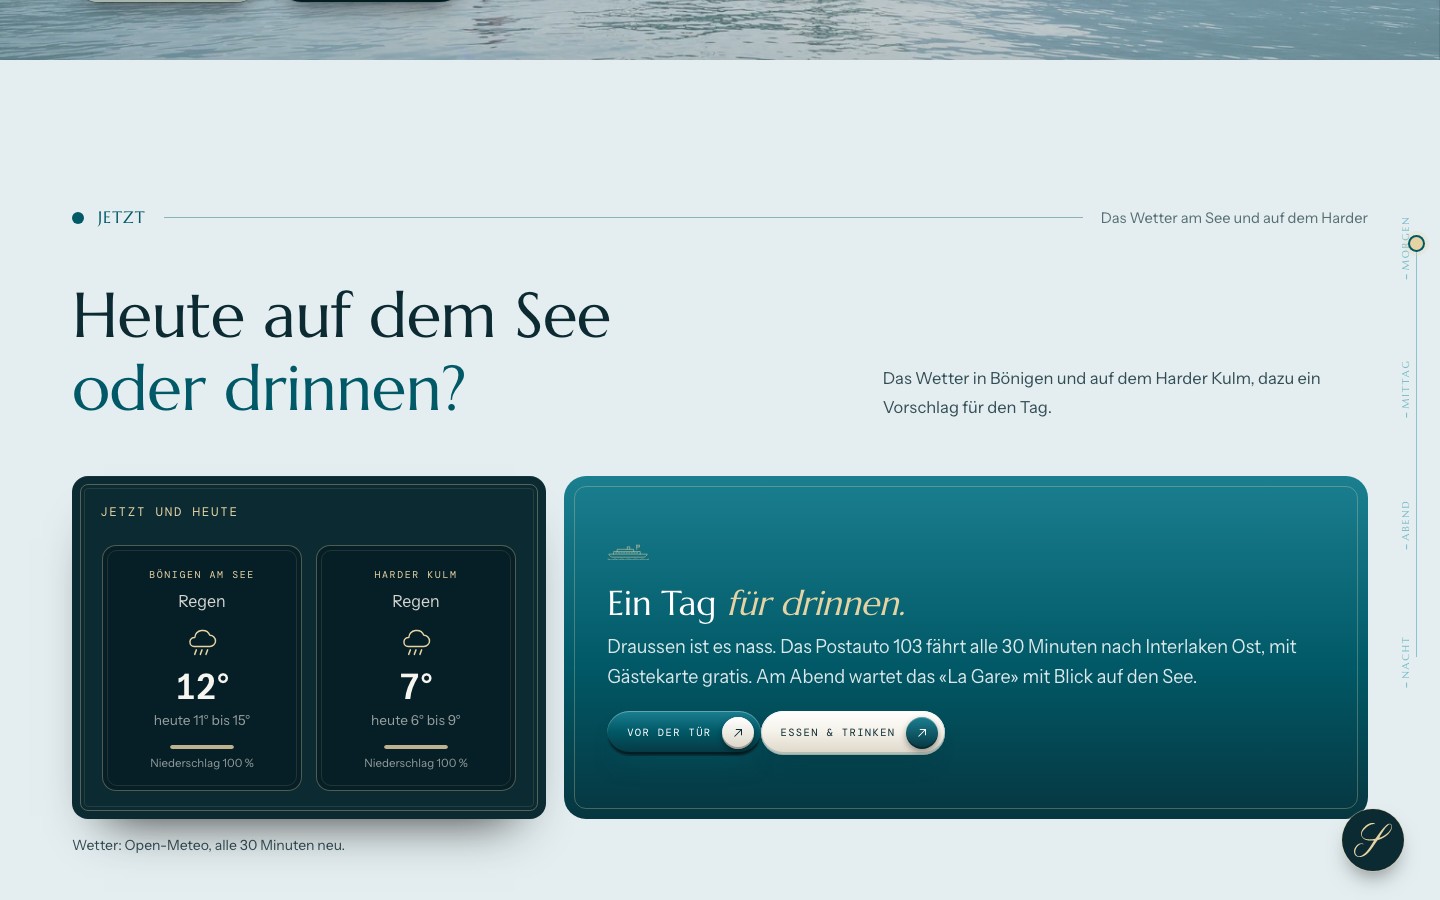 JETZT
Das Wetter am See und auf dem Harder
Heute auf dem See
oder drinnen?
Das Wetter in Bönigen und auf dem Harder Kulm, dazu ein
Vorschlag für den Tag.
JETZT UND HEUTE
BÖNIGEN AM SEE
Regen
12°
heute 11° bis 15°
Niederschlag 100 %
HARDER KULM
Regen
7°
heute 6° bis 9°
Niederschlag 100 %
Ein Tag für drinnen.
Draussen ist es nass. Das Postauto 103 fährt alle 30 Minuten nach Interlaken Ost, mit
Gästekarte gratis. Am Abend wartet das «La Gare» mit Blick auf den See.
VOR DER TÜR
ESSEN & TRINKEN
Wetter: Open-Meteo, alle 30 Minuten neu.
– MORGEN
– MITTAG
– ABEND
– NACHT
S